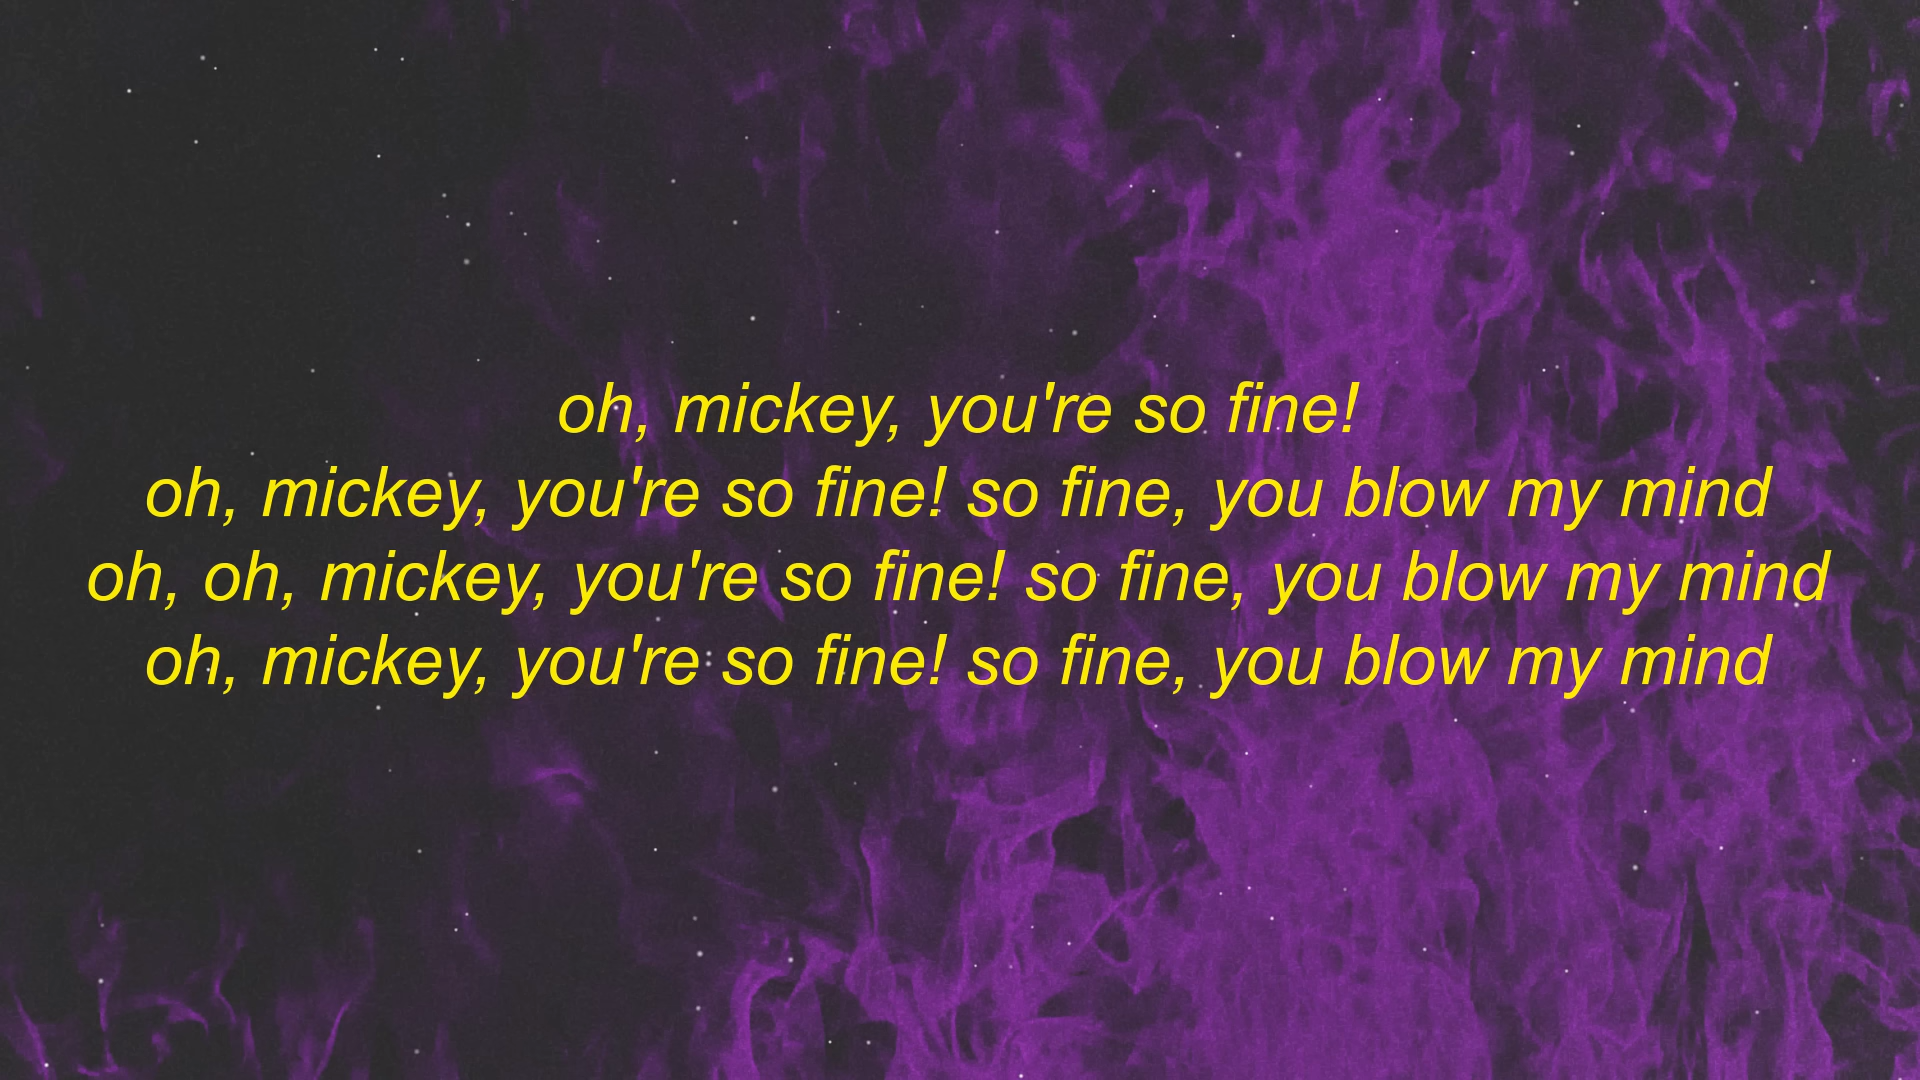 oh, mickey, you're so fine!
oh, mickey, you're so fine! so fine, you blow my mind
oh, oh, mickey, you're so fine! so fine, you blow my mind
oh, mickey, you're so fine! so fine, you blow my mind